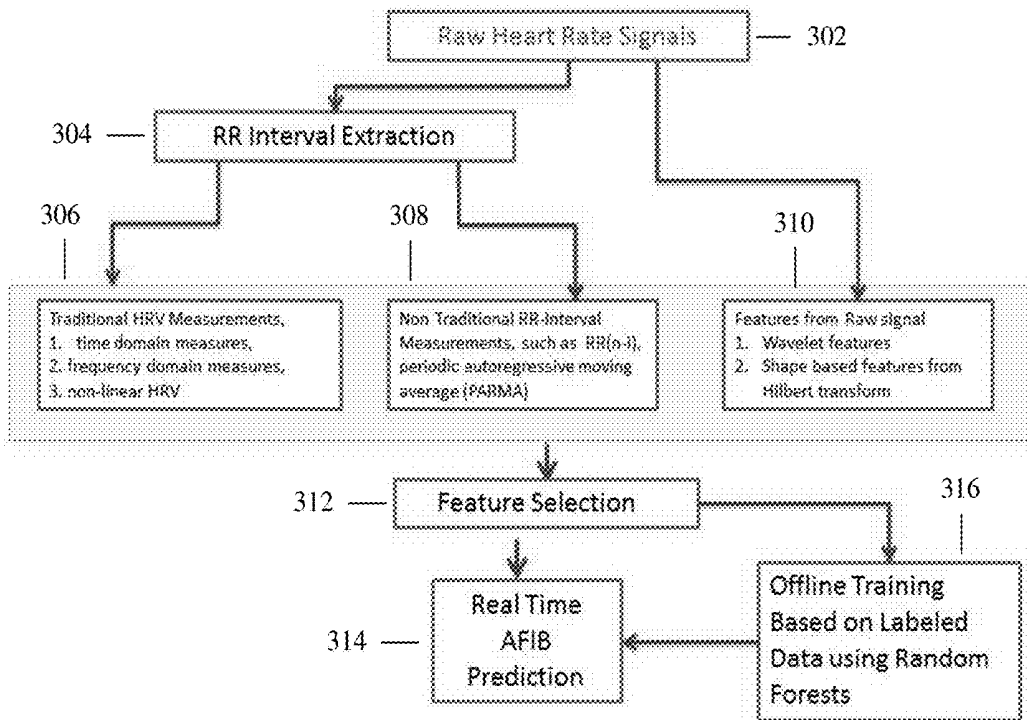 Raw Heart Rate Signals
302
304
RR Interval Extraction
306
308
310
Traditional HRV Measurements,
1. time domain measures,
2. frequency domain measures,
3. non-linear HRV
Non Traditional RR-Interval
Measurements, such as RR(n-i),
periodic autoregressive moving
average (PARMA)
Features from Raw signal
1. Wavelet features
2. Shape based features from
Hilbert transform
312
Feature Selection
316
314
Real Time
AFIB
Prediction
Offline Training
Based on Labeled
Data using Random
Forests